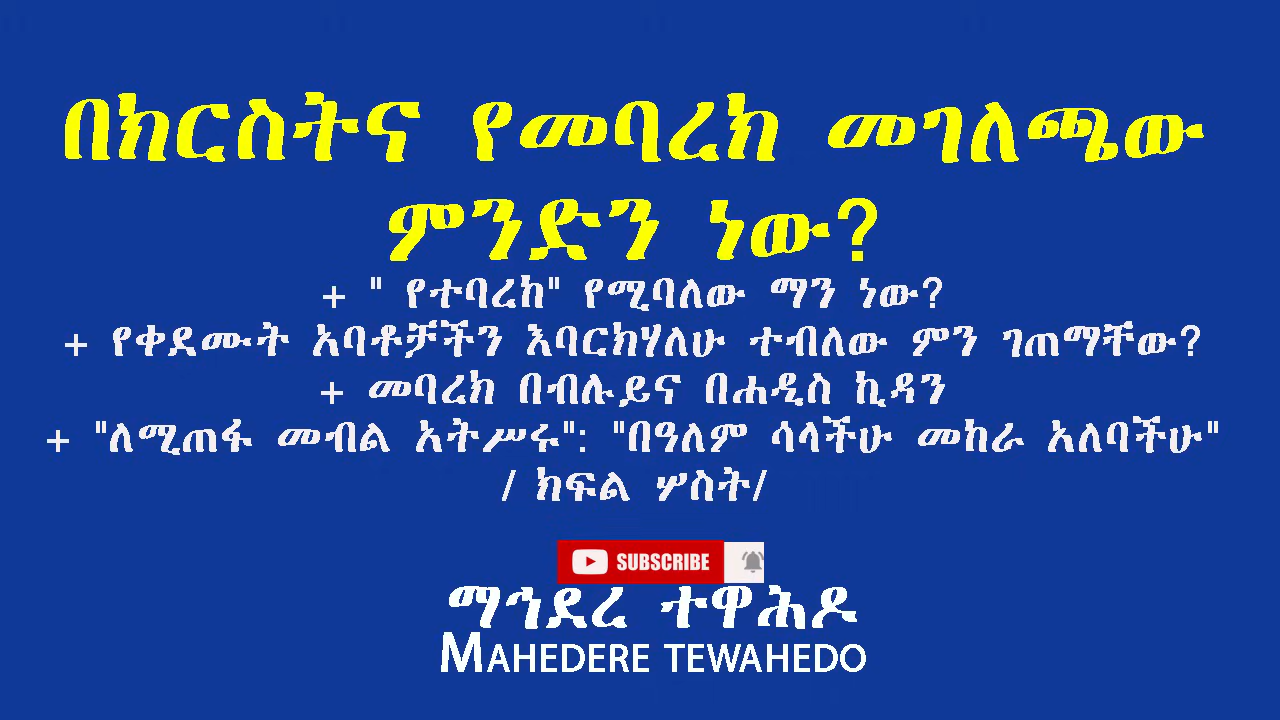 በክርስትና የመባረክ መገለጫው
ምንድን ነው?
+ " የተባረከ" የሚባለው ማን ነው?
+ የቀደሙት አባቶቻችን እባርክሃለሁ ተብለው ምን ገጠማቸው?
+ መባረክ በብሉይና በሐዲስ ኪዳን
+ "ለሚጠፋ መብል አትሥሩ": "በዓለም ሳላችሁ መከራ አለባችሁ"
/ ክፍል ሦስት/
SUBSCRIBE
ማኅደረ ተዋሕዶ
MAHEDERE TEWAHEDO